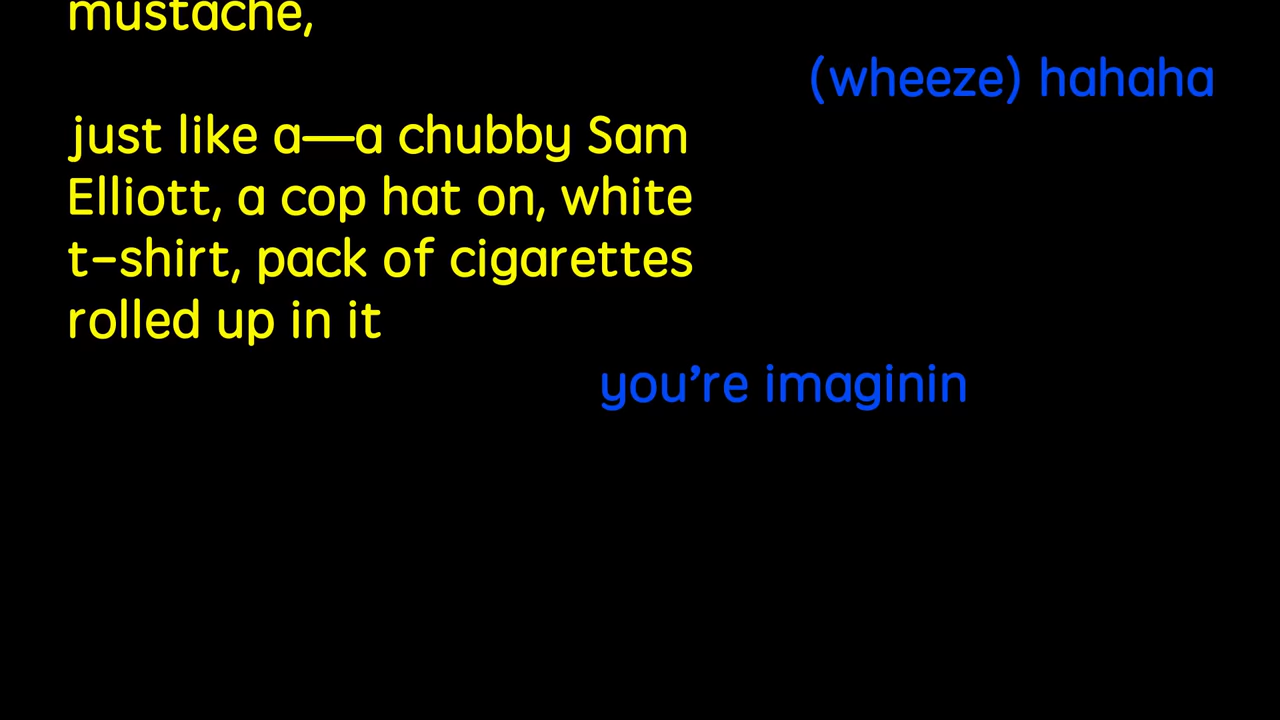 mustache,
(wheeze) hahaha
just like a—a chubby Sam
Elliott, a cop hat on, white
t-shirt, pack of cigarettes
rolled up in it
you’re imaginin